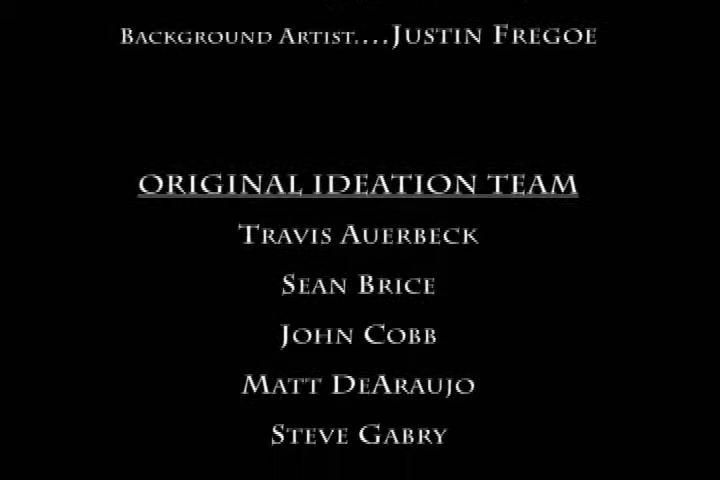 Background Artist....Justin Fregoe
ORIGINAL IDEATION TEAM
Travis Auerbeck
Sean Brice
John Cobb
Matt DeAraujo
Steve Gabry